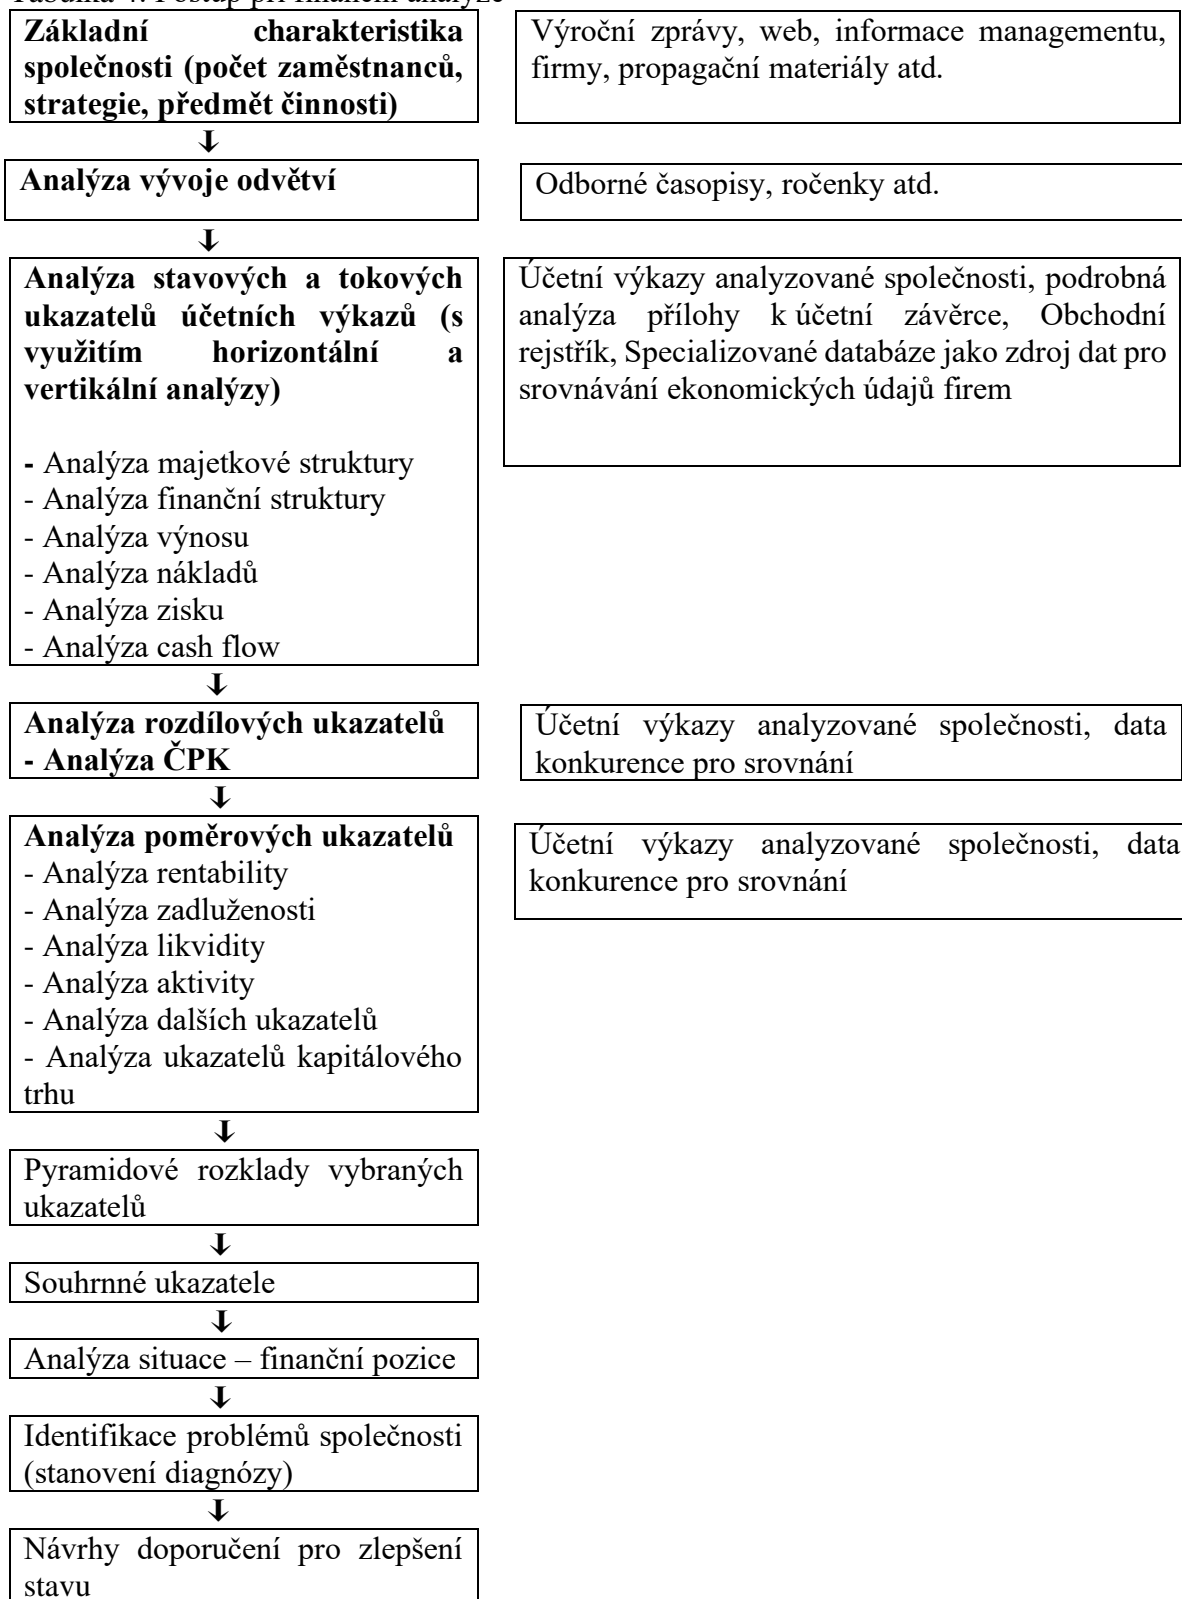 Tabulka 4: Postup při finanční analýze
Základní charakteristika
společnosti (počet zaměstnanců,
strategie, předmět činnosti)
Výroční zprávy, web, informace managementu,
firmy, propagační materiály atd.
Analýza vývoje odvětví
Odborné časopisy, ročenky atd.
Analýza stavových a tokových
ukazatelů účetních výkazů (s
využitím horizontální a
vertikální analýzy)
- Analýza majetkové struktury
- Analýza finanční struktury
- Analýza výnosu
- Analýza nákladů
- Analýza zisku
- Analýza cash flow
Účetní výkazy analyzované společnosti, podrobná
analýza přílohy k účetní závěrce, Obchodní
rejstřík, Specializované databáze jako zdroj dat pro
srovnávání ekonomických údajů firem
Analýza rozdílových ukazatelů
- Analýza ČPK
Účetní výkazy analyzované společnosti, data
konkurence pro srovnání
Analýza poměrových ukazatelů
- Analýza rentability
- Analýza zadluženosti
- Analýza likvidity
- Analýza aktivity
- Analýza dalších ukazatelů
- Analýza ukazatelů kapitálového
trhu
Účetní výkazy analyzované společnosti, data
konkurence pro srovnání
Pyramidové rozklady vybraných
ukazatelů
Souhrnné ukazatele
Analýza situace – finanční pozice
Identifikace problémů společnosti
(stanovení diagnózy)
Návrhy doporučení pro zlepšení
stavu